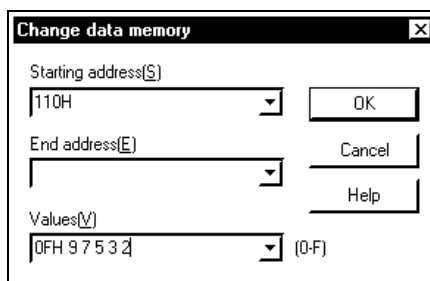 Change data memory
Starting address(S)
110H
OK
End address(E)
Cancel
Help
Values(V)
0FH 9 7 5 3 2 (0-F)